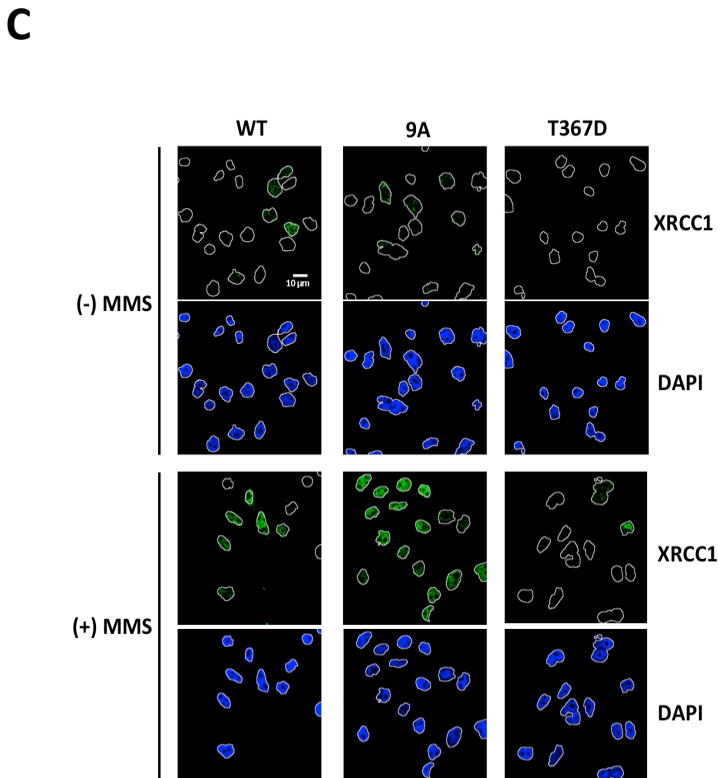 C
WT 9A T367D
XRCC1
10 µm
(-) MMS
DAPI
XRCC1
(+) MMS
DAPI